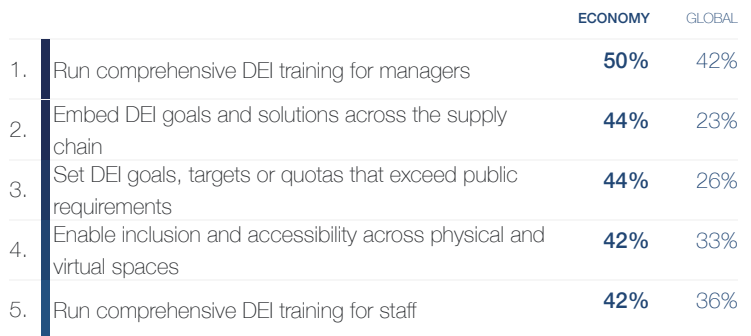 ECONOMY GLOBAL
1. Run comprehensive DEI training for managers 50% 42%
2. Embed DEI goals and solutions across the supply 44% 23%
chain
3. Set DEI goals, targets or quotas that exceed public 44% 26%
requirements
4. Enable inclusion and accessibility across physical and 42% 33%
virtual spaces
5. Run comprehensive DEI training for staff 42% 36%